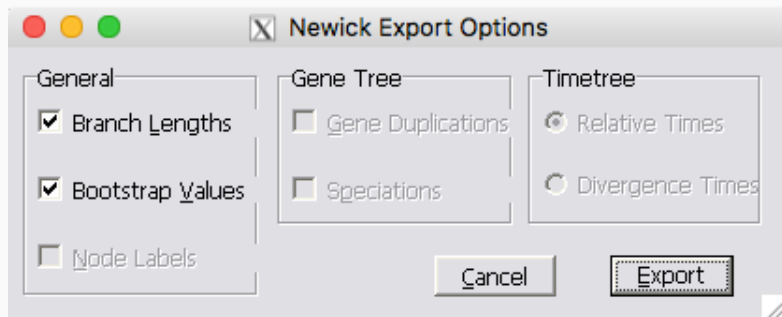 Newick Export Options
General
Branch Lengths
Bootstrap Values
Node Labels
Gene Tree
Gene Duplications
Speciations
Timetree
Relative Times
Divergence Times
Cancel
Export